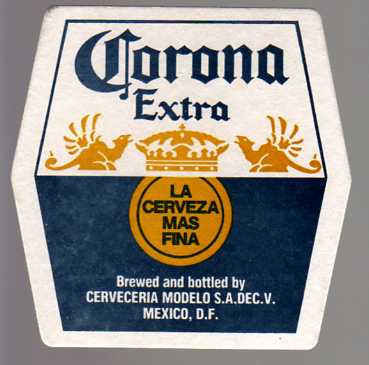 Corona
Extra
LA
CERVEZA
MAS
FINA
Brewed and bottled by
CERVECERIA MODELO S.A.DEC.V.
MEXICO, D.F.